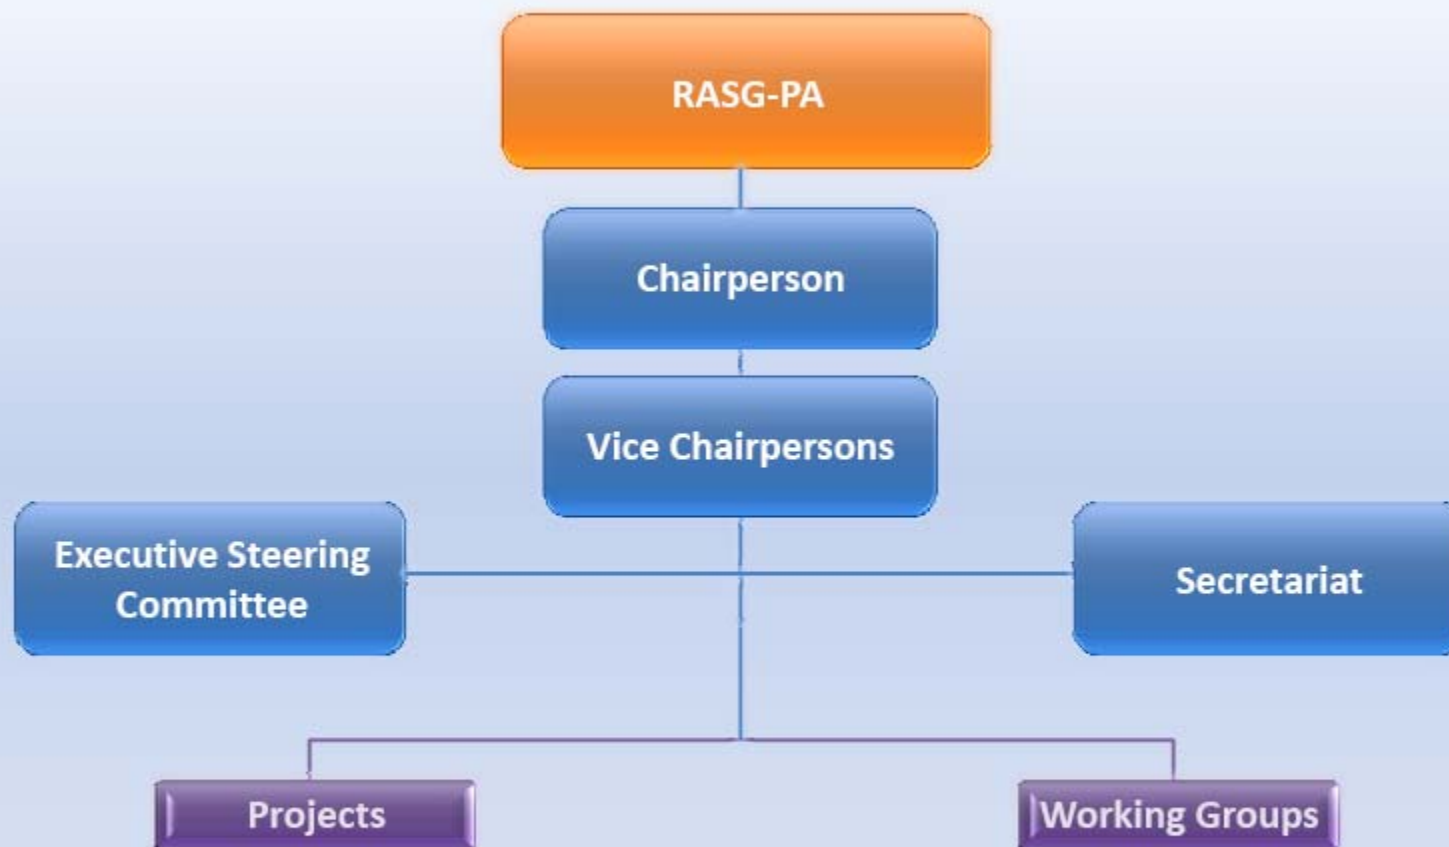 RASG-PA
Chairperson
Vice Chairpersons
Executive Steering
Committee
Secretariat
Projects
Working Groups